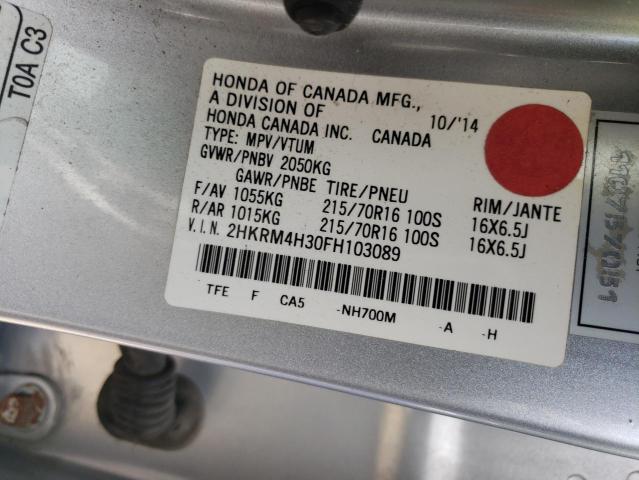 TOA C3
HONDA OF CANADA MFG., 10/'14
A DIVISION OF
HONDA CANADA INC. CANADA
TYPE: MPV/VTUM
GVWR/PNBV 2050KG
GAWR/PNBE TIRE/PNEU RIM/JANTE
F/AV 1055KG 215/70R16 100S 16X6.5J
R/AR 1015KG 215/70R16 100S 16X6.5J
V.I.N. 2HKRM4H30FH103089
TFE F CA5 -NH700M -A -H